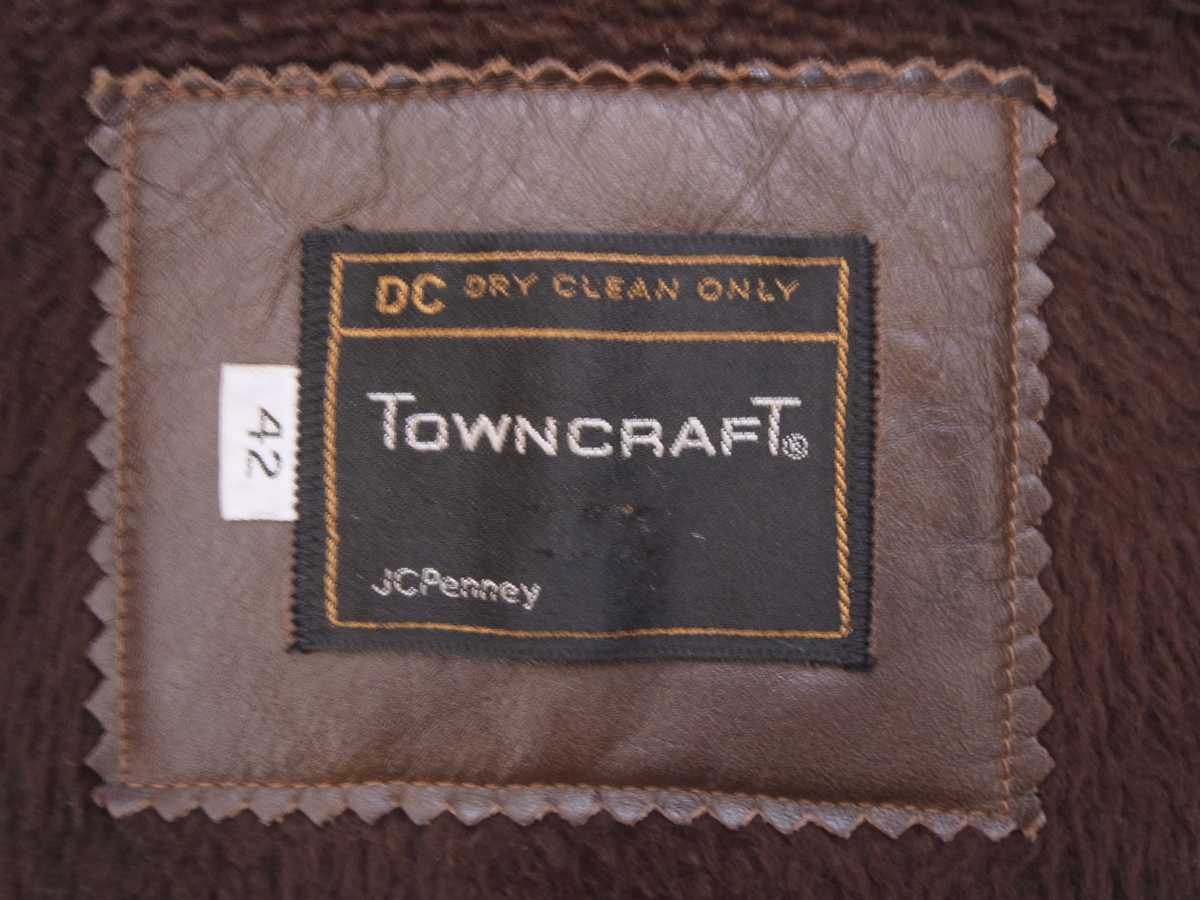 DC DRY CLEAN ONLY
TOWNCRAFT®
42
JCPenney